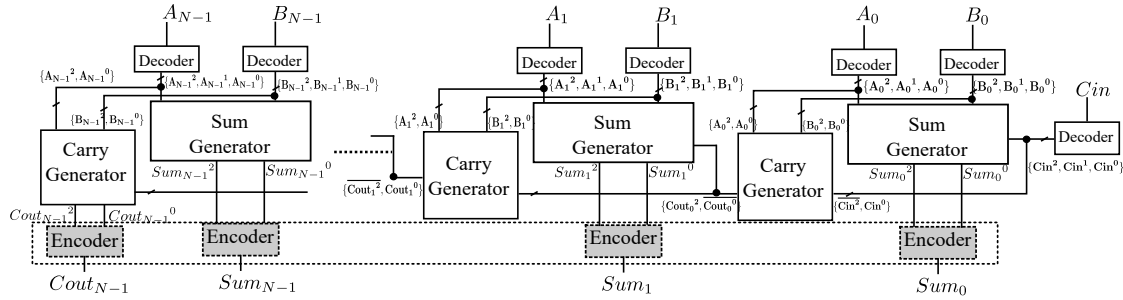 A_{N-1} B_{N-1} A_1 B_1 A_0 B_0
Decoder Decoder Decoder Decoder Decoder Decoder Cin
{A_{N-1}^2, A_{N-1}^0} {A_{N-1}^2, A_{N-1}^1, A_{N-1}^0} {B_{N-1}^2, B_{N-1}^1, B_{N-1}^0} {A_1^2, A_1^1, A_1^0} {B_1^2, B_1^1, B_1^0} {A_0^2, A_0^1, A_0^0} {B_0^2, B_0^1, B_0^0}
{B_{N-1}^2, B_{N-1}^0} {A_1^2, A_1^0} {B_1^2, B_1^0} {A_0^2, A_0^0} {B_0^2, B_0^0}
Sum Generator Sum Generator Sum Generator Decoder
Carry Generator Carry Generator Carry Generator
Sum_{N-1}^2 Sum_{N-1}^0 Sum_1^2 Sum_1^0 Sum_0^2 Sum_0^0 {Cin^2, Cin^1, Cin^0}
{\overline{Cout_1^2}, Cout_1^0} {Cout_0^2, \overline{Cout_0^0}} {\overline{Cin^2}, Cin^0}
Cout_{N-1}^2 Cout_{N-1}^0
Encoder Encoder Encoder Encoder
Cout_{N-1} Sum_{N-1} Sum_1 Sum_0